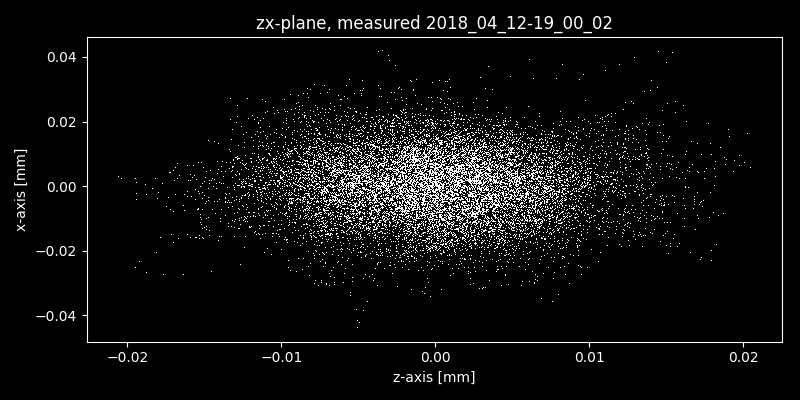 zx-plane, measured 2018_04_12-19_00_02
0.04
0.02
0.00
−0.02
−0.04
x-axis [mm]
−0.02 −0.01 0.00 0.01 0.02
z-axis [mm]